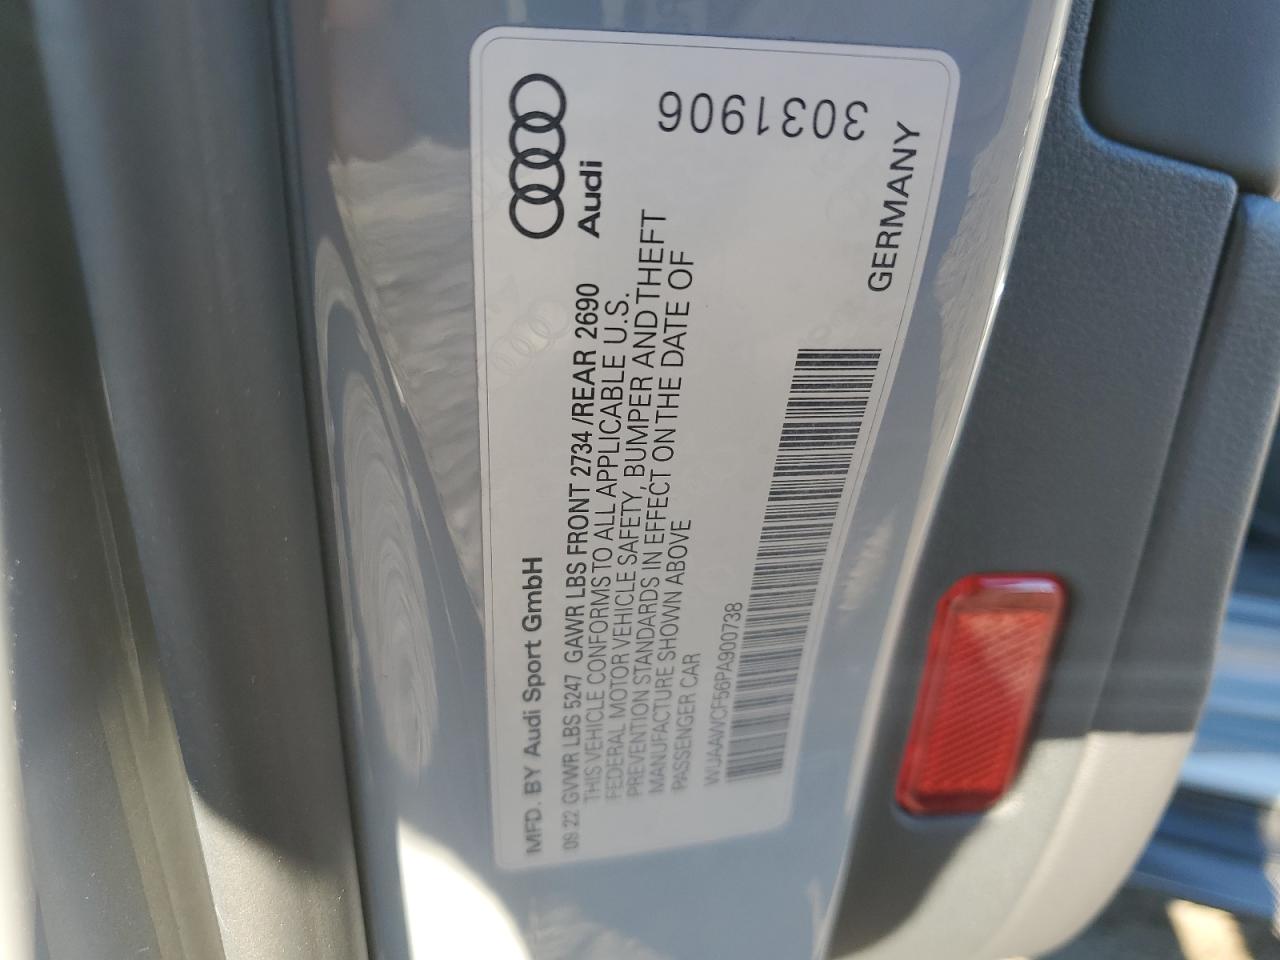 MFD. BY Audi Sport GmbH
Audi
09 22 GVWR LBS 5247 GAWR LBS FRONT 2734 /REAR 2690
THIS VEHICLE CONFORMS TO ALL APPLICABLE U.S.
FEDERAL MOTOR VEHICLE SAFETY, BUMPER AND THEFT
PREVENTION STANDARDS IN EFFECT ON THE DATE OF
MANUFACTURE SHOWN ABOVE
PASSENGER CAR
WUAAWCF56PA900738
GERMANY
3031906